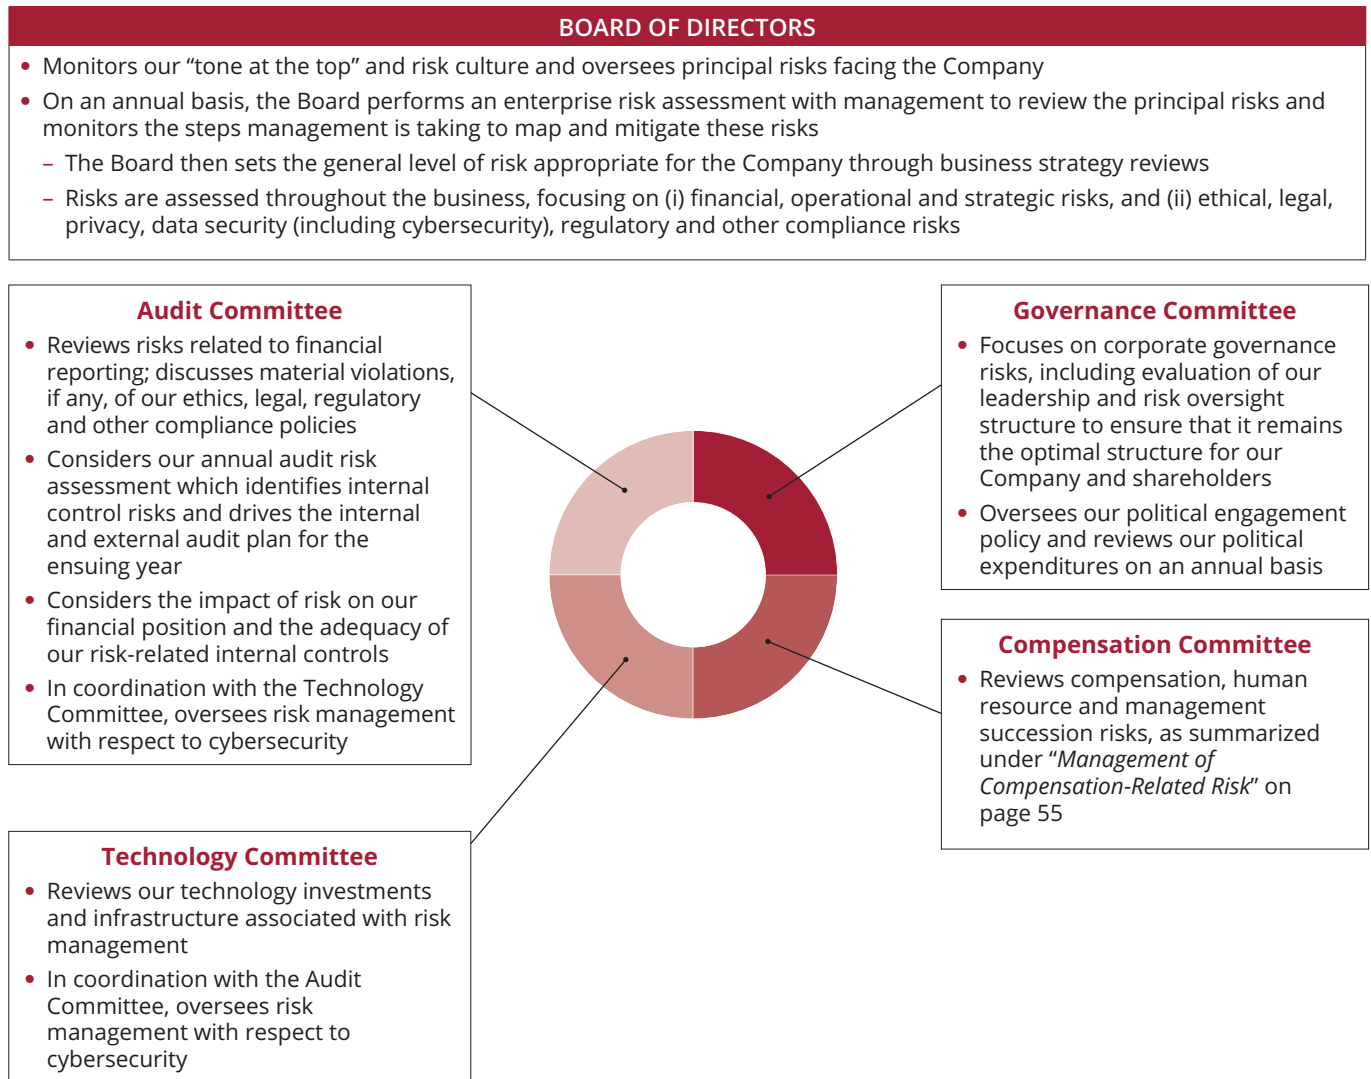 BOARD OF DIRECTORS
• Monitors our “tone at the top” and risk culture and oversees principal risks facing the Company
• On an annual basis, the Board performs an enterprise risk assessment with management to review the principal risks and
monitors the steps management is taking to map and mitigate these risks
– The Board then sets the general level of risk appropriate for the Company through business strategy reviews
– Risks are assessed throughout the business, focusing on (i) financial, operational and strategic risks, and (ii) ethical, legal,
privacy, data security (including cybersecurity), regulatory and other compliance risks
Audit Committee
• Reviews risks related to financial
reporting; discusses material violations,
if any, of our ethics, legal, regulatory
and other compliance policies
• Considers our annual audit risk
assessment which identifies internal
control risks and drives the internal
and external audit plan for the
ensuing year
• Considers the impact of risk on our
financial position and the adequacy of
our risk-related internal controls
• In coordination with the Technology
Committee, oversees risk management
with respect to cybersecurity
Technology Committee
• Reviews our technology investments
and infrastructure associated with risk
management
• In coordination with the Audit
Committee, oversees risk
management with respect to
cybersecurity
Governance Committee
• Focuses on corporate governance
risks, including evaluation of our
leadership and risk oversight
structure to ensure that it remains
the optimal structure for our
Company and shareholders
• Oversees our political engagement
policy and reviews our political
expenditures on an annual basis
Compensation Committee
• Reviews compensation, human
resource and management
succession risks, as summarized
under “Management of
Compensation-Related Risk” on
page 55